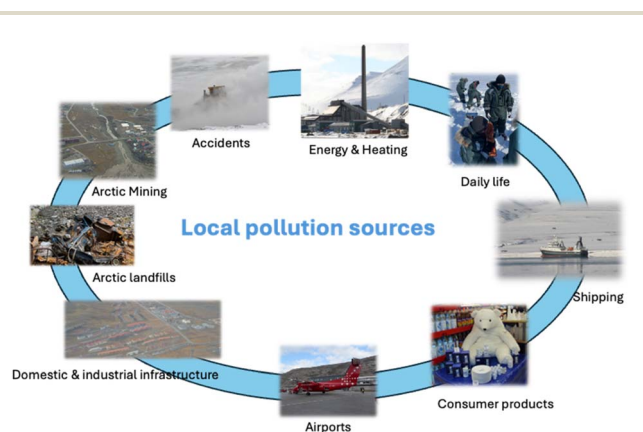 Accidents
Energy & Heating
Arctic Mining
Daily life
Local pollution sources
Arctic landfills
Shipping
Domestic & industrial infrastructure
Consumer products
Airports